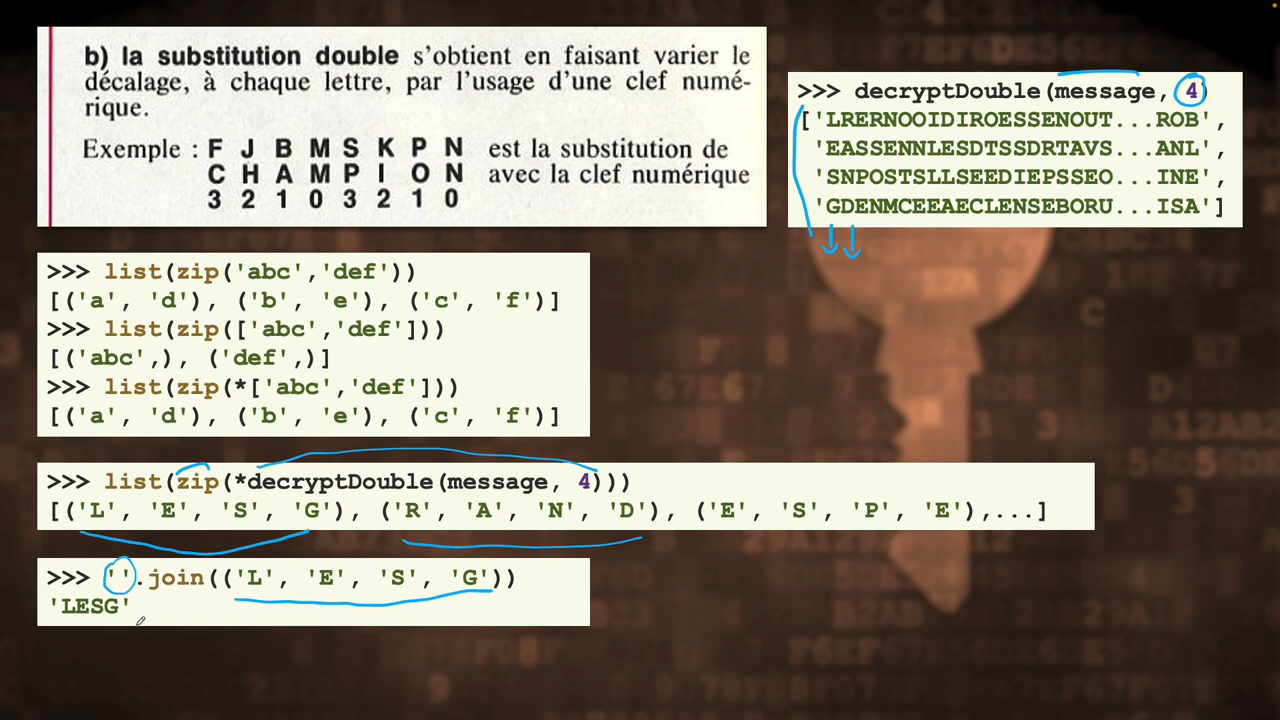 b) la substitution double s'obtient en faisant varier le
décalage, à chaque lettre, par l'usage d'une clef numé-
rique.
Exemple : F J B M S K P N est la substitution de
C H A M P I O N avec la clef numérique
3 2 1 0 3 2 1 0
>>> decryptDouble(message, 4)
['LRERNOOIDIROESSENOUT...ROB',
'EASSENNLESDTSSDRTAVS...ANL',
'SNPOSTSLLSEEDIEPSSEO...INE',
'GDENMCEEAECLENSEBORU...ISA']
>>> list(zip('abc','def'))
[('a', 'd'), ('b', 'e'), ('c', 'f')]
>>> list(zip(['abc','def']))
[('abc',), ('def',)]
>>> list(zip(*['abc','def']))
[('a', 'd'), ('b', 'e'), ('c', 'f')]
>>> list(zip(*decryptDouble(message, 4)))
[('L', 'E', 'S', 'G'), ('R', 'A', 'N', 'D'), ('E', 'S', 'P', 'E'),...]
>>> ''.join(('L', 'E', 'S', 'G'))
'LESG'